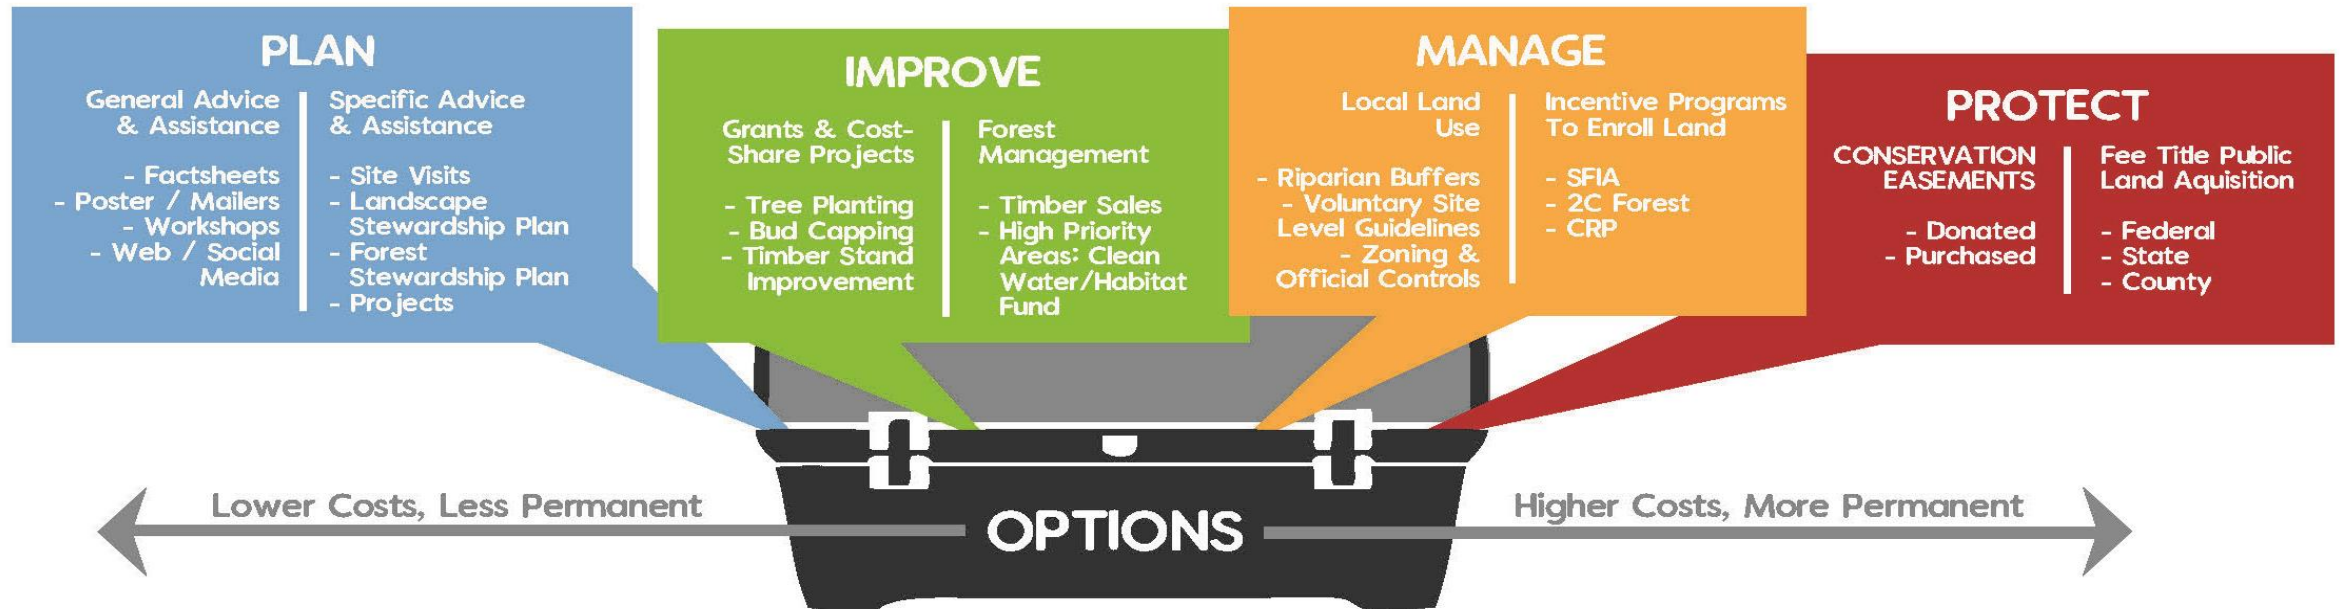 PLAN
General Advice
& Assistance
- Factsheets
- Poster / Mailers
- Workshops
- Web / Social
Media
Specific Advice
& Assistance
- Site Visits
- Landscape
Stewardship Plan
- Forest
Stewardship Plan
- Projects
IMPROVE
Grants & Cost-
Share Projects
- Tree Planting
- Bud Capping
- Timber Stand
Improvement
Forest
Management
- Timber Sales
- High Priority
Areas: Clean
Water/Habitat
Fund
MANAGE
Local Land
Use
- Riparian Buffers
- Voluntary Site
Level Guidelines
- Zoning &
Official Controls
Incentive Programs
To Enroll Land
- SFIA
- 2C Forest
- CRP
PROTECT
CONSERVATION
EASEMENTS
- Donated
- Purchased
Fee Title Public
Land Aquisition
- Federal
- State
- County
Lower Costs, Less Permanent
OPTIONS
Higher Costs, More Permanent